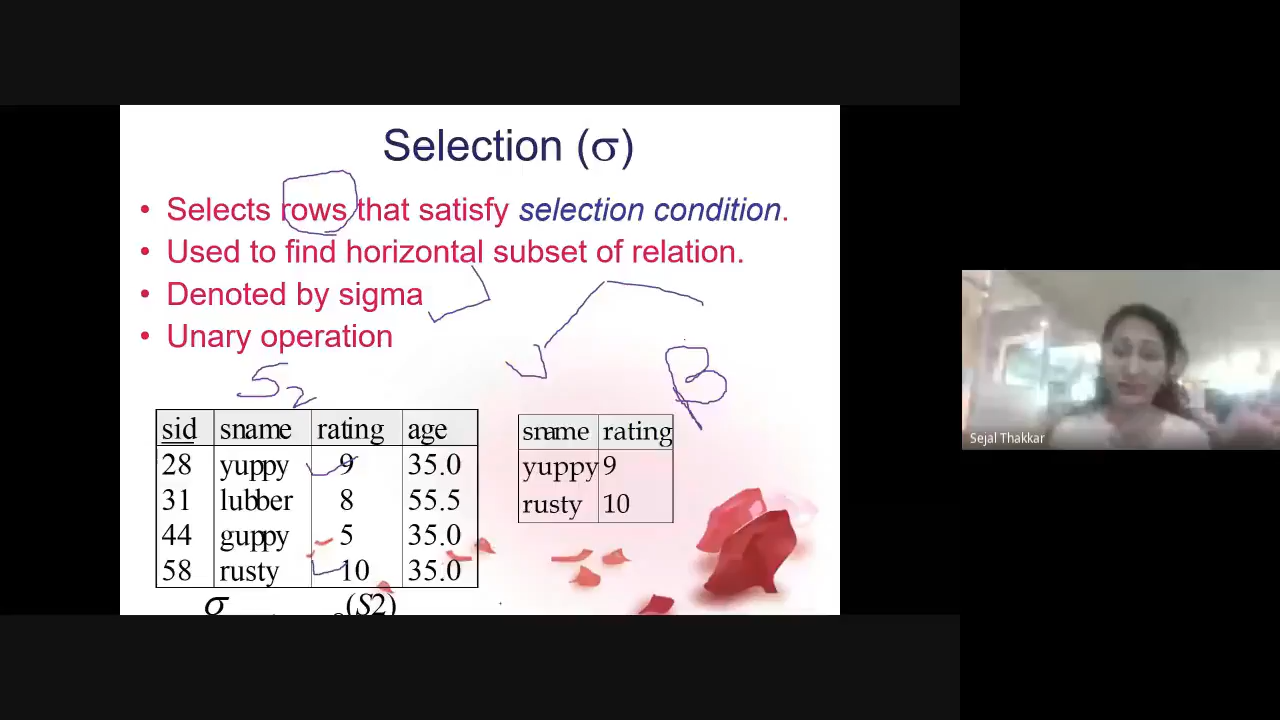 Selection (σ)
• Selects rows that satisfy selection condition.
• Used to find horizontal subset of relation.
• Denoted by sigma
• Unary operation
S2
B
sid sname rating age
28 yuppy 9 35.0
31 lubber 8 55.5
44 guppy 5 35.0
58 rusty 10 35.0
sname rating
yuppy 9
rusty 10
σ (S2)
Sejal Thakkar